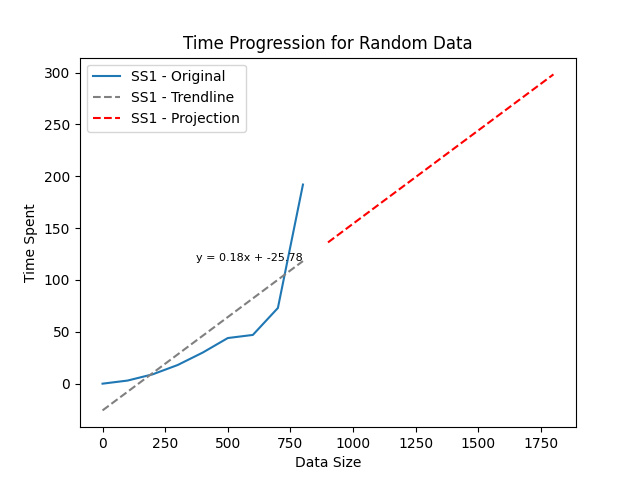 Time Progression for Random Data
SS1 - Original
SS1 - Trendline
SS1 - Projection
300
250
200
150
100
50
0
Time Spent
y = 0.18x + -25.78
0
250
500
750
1000
1250
1500
1750
Data Size